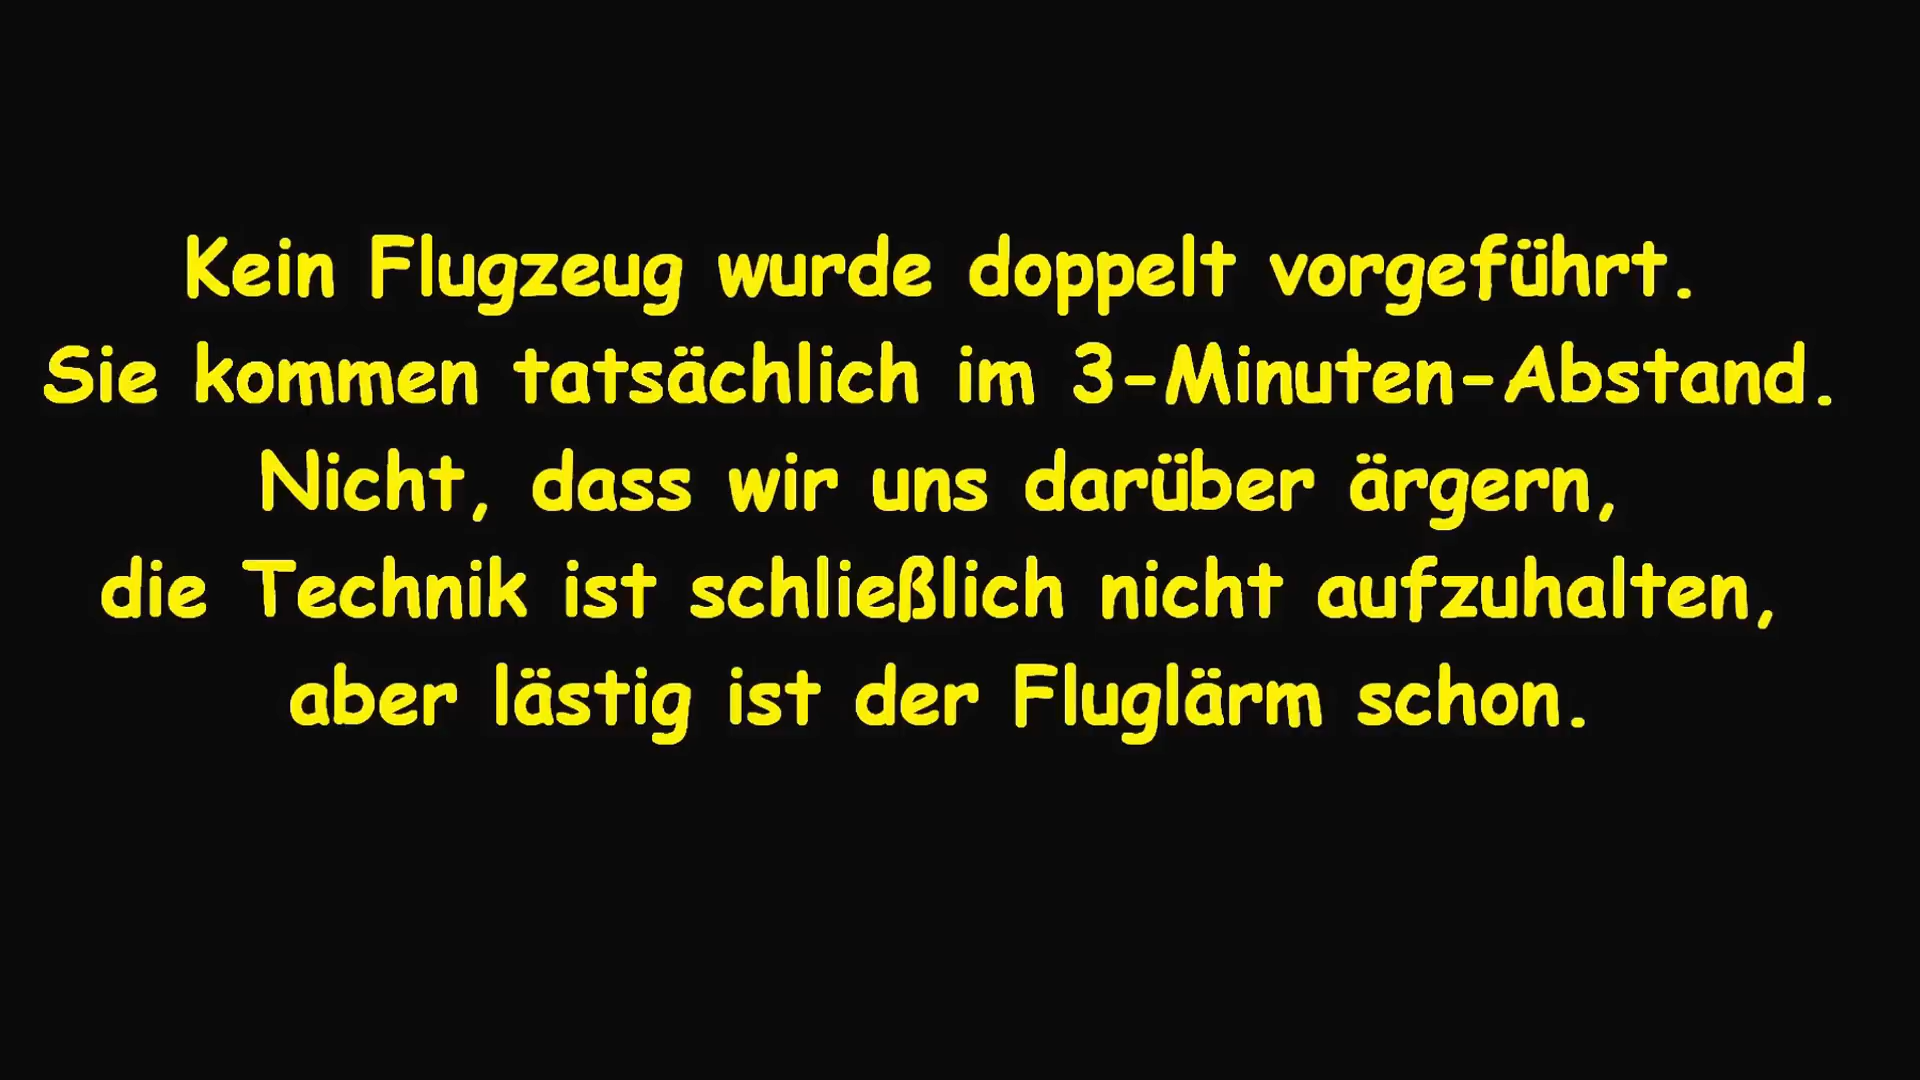 Kein Flugzeug wurde doppelt vorgeführt.
Sie kommen tatsächlich im 3-Minuten-Abstand.
Nicht, dass wir uns darüber ärgern,
die Technik ist schließlich nicht aufzuhalten,
aber lästig ist der Fluglärm schon.